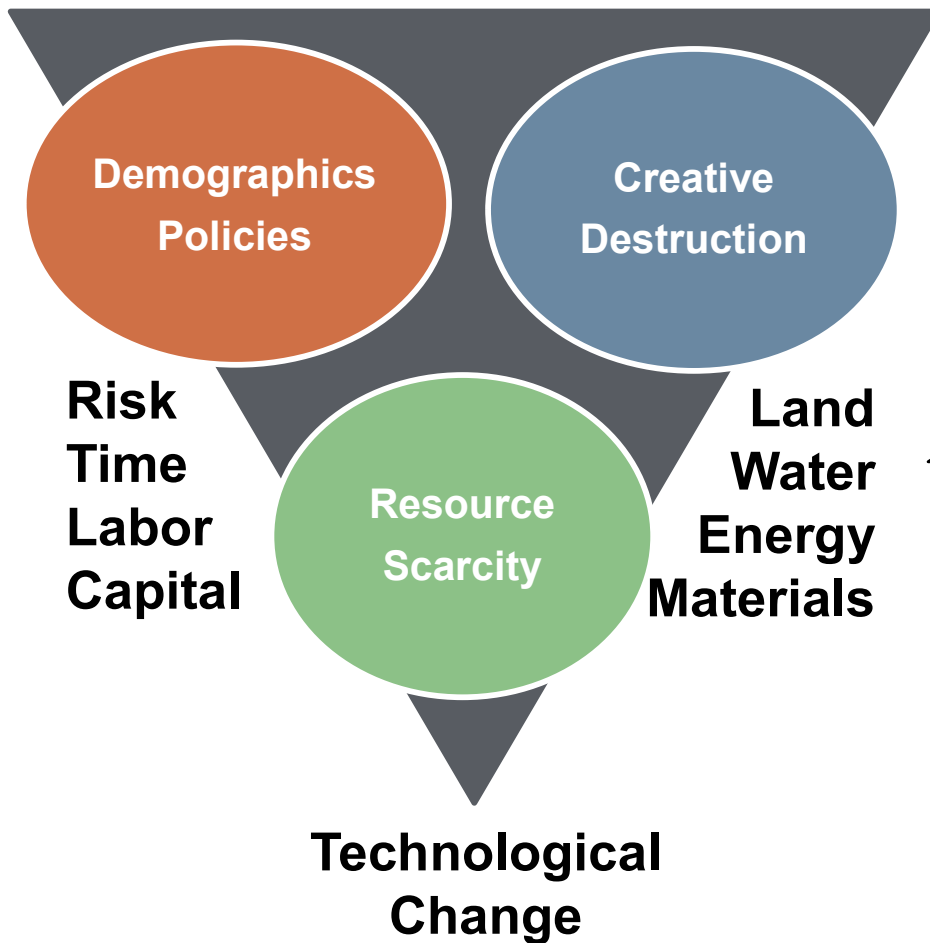 Demographics
Policies
Creative
Destruction
Risk
Time
Labor
Capital
Resource
Scarcity
Land
Water
Energy
Materials
Technological
Change